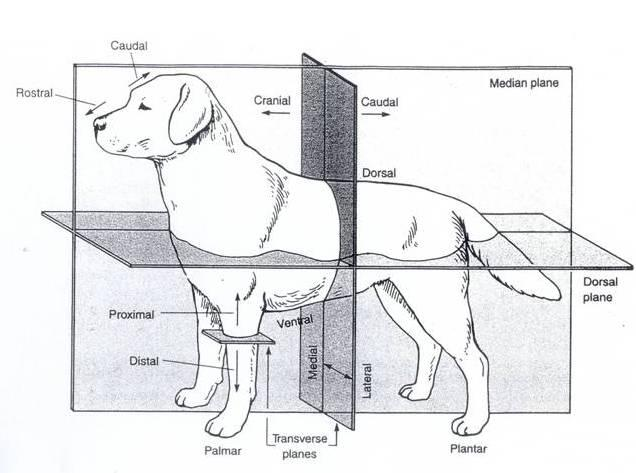 Caudal
Rostral
Median plane
Cranial
Caudal
Dorsal
Dorsal
plane
Proximal
Ventral
Distal
Medial
Lateral
Palmar
Transverse
planes
Plantar